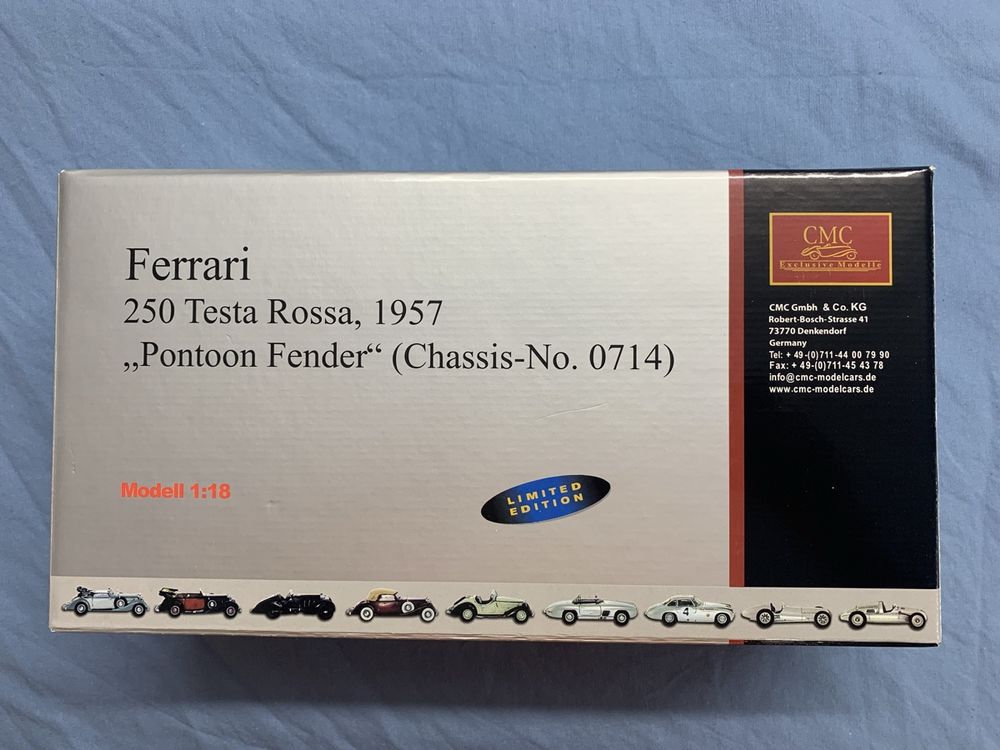 Ferrari
250 Testa Rossa, 1957
„Pontoon Fender“ (Chassis-No. 0714)
Modell 1:18
LIMITED
EDITION
CMC
Exclusive Modelle
CMC Gmbh & Co. KG
Robert-Bosch-Strasse 41
73770 Denkendorf
Germany
Tel: + 49-(0)711-44 00 79 90
Fax: + 49-(0)711-45 43 78
info@cmc-modelcars.de
www.cmc-modelcars.de
4